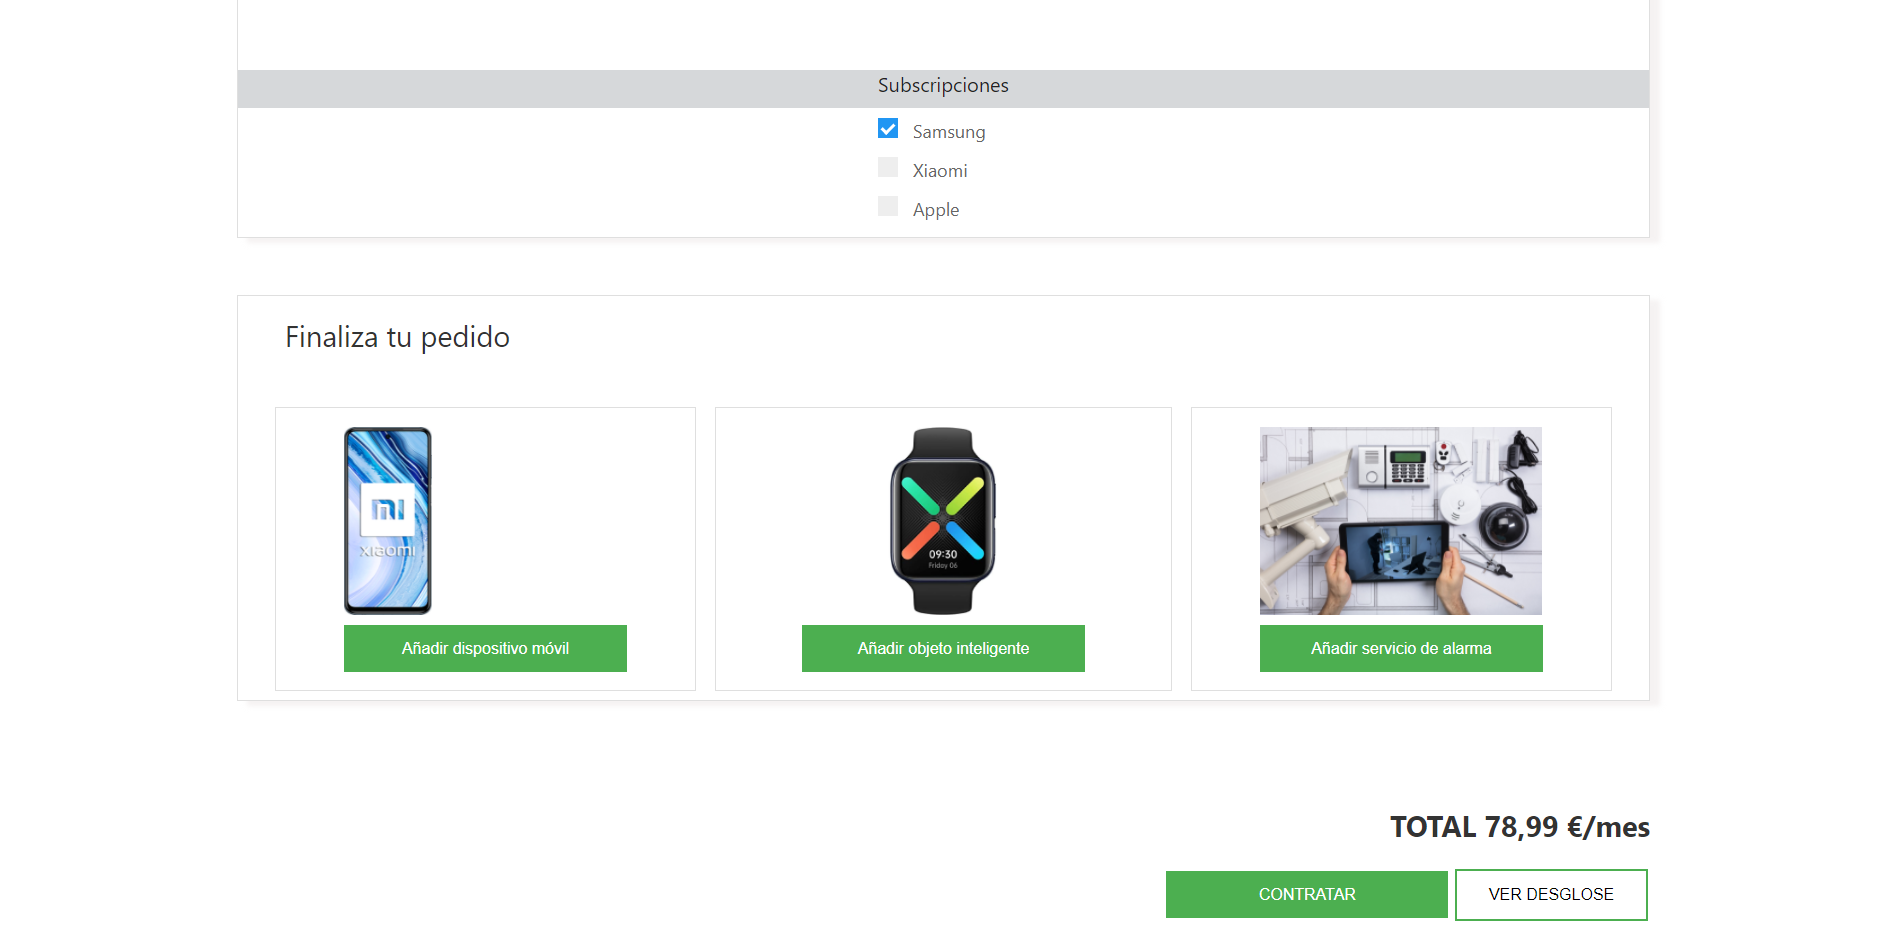 Subscripciones
Samsung
Xiaomi
Apple
Finaliza tu pedido
mi
xiaomi
09:30
Friday 06
Añadir dispositivo móvil
Añadir objeto inteligente
Añadir servicio de alarma
TOTAL 78,99 €/mes
CONTRATAR
VER DESGLOSE